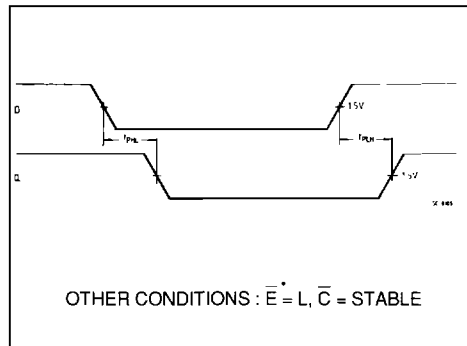 D
1.5V
tPHL
tPLH
Q
1.5V
OTHER CONDITIONS : E* = L, C = STABLE